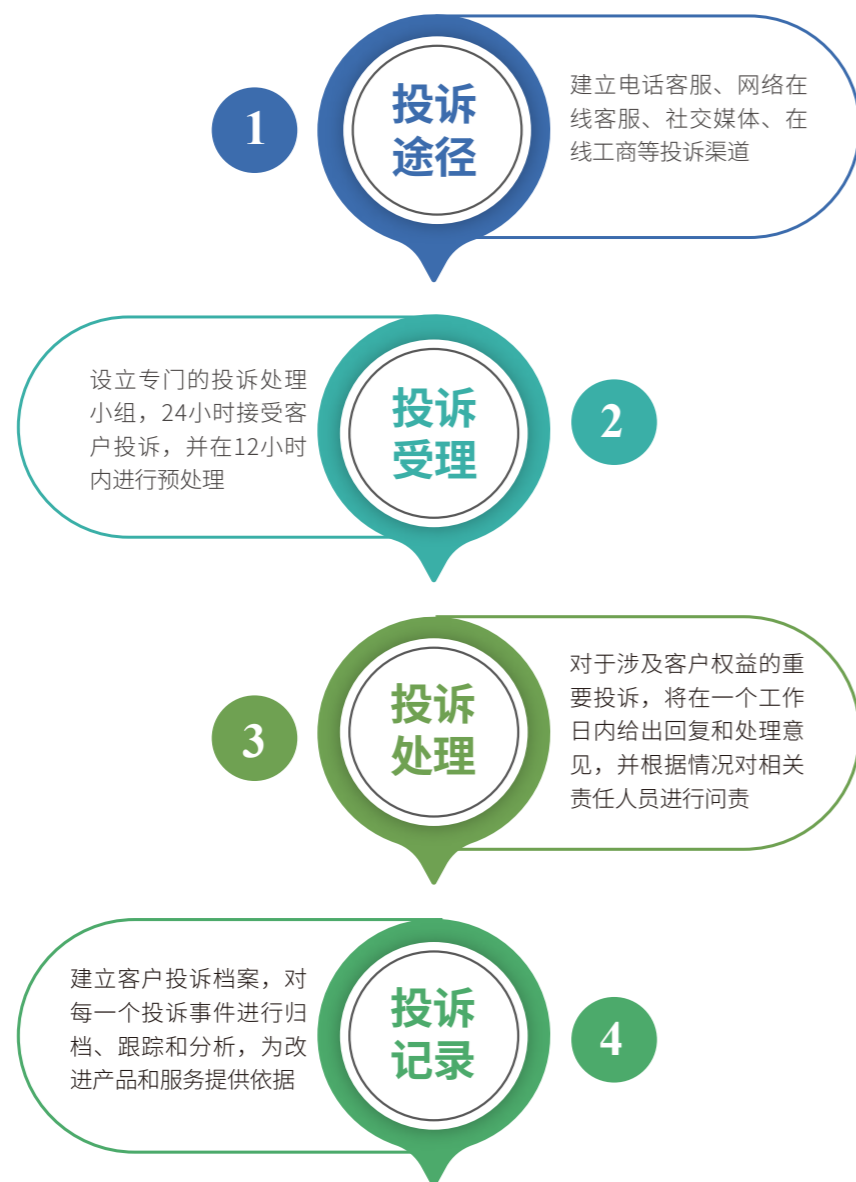 1
投诉
途径
建立电话客服、网络在
线客服、社交媒体、在
线工商等投诉渠道
设立专门的投诉处理
小组，24小时接受客
户投诉，并在12小时
内进行预处理
投诉
受理
2
3
投诉
处理
对于涉及客户权益的重
要投诉，将在一个工作
日内给出回复和处理意
见，并根据情况对相关
责任人员进行问责
建立客户投诉档案，对
每一个投诉事件进行归
档、跟踪和分析，为改
进产品和服务提供依据
投诉
记录
4